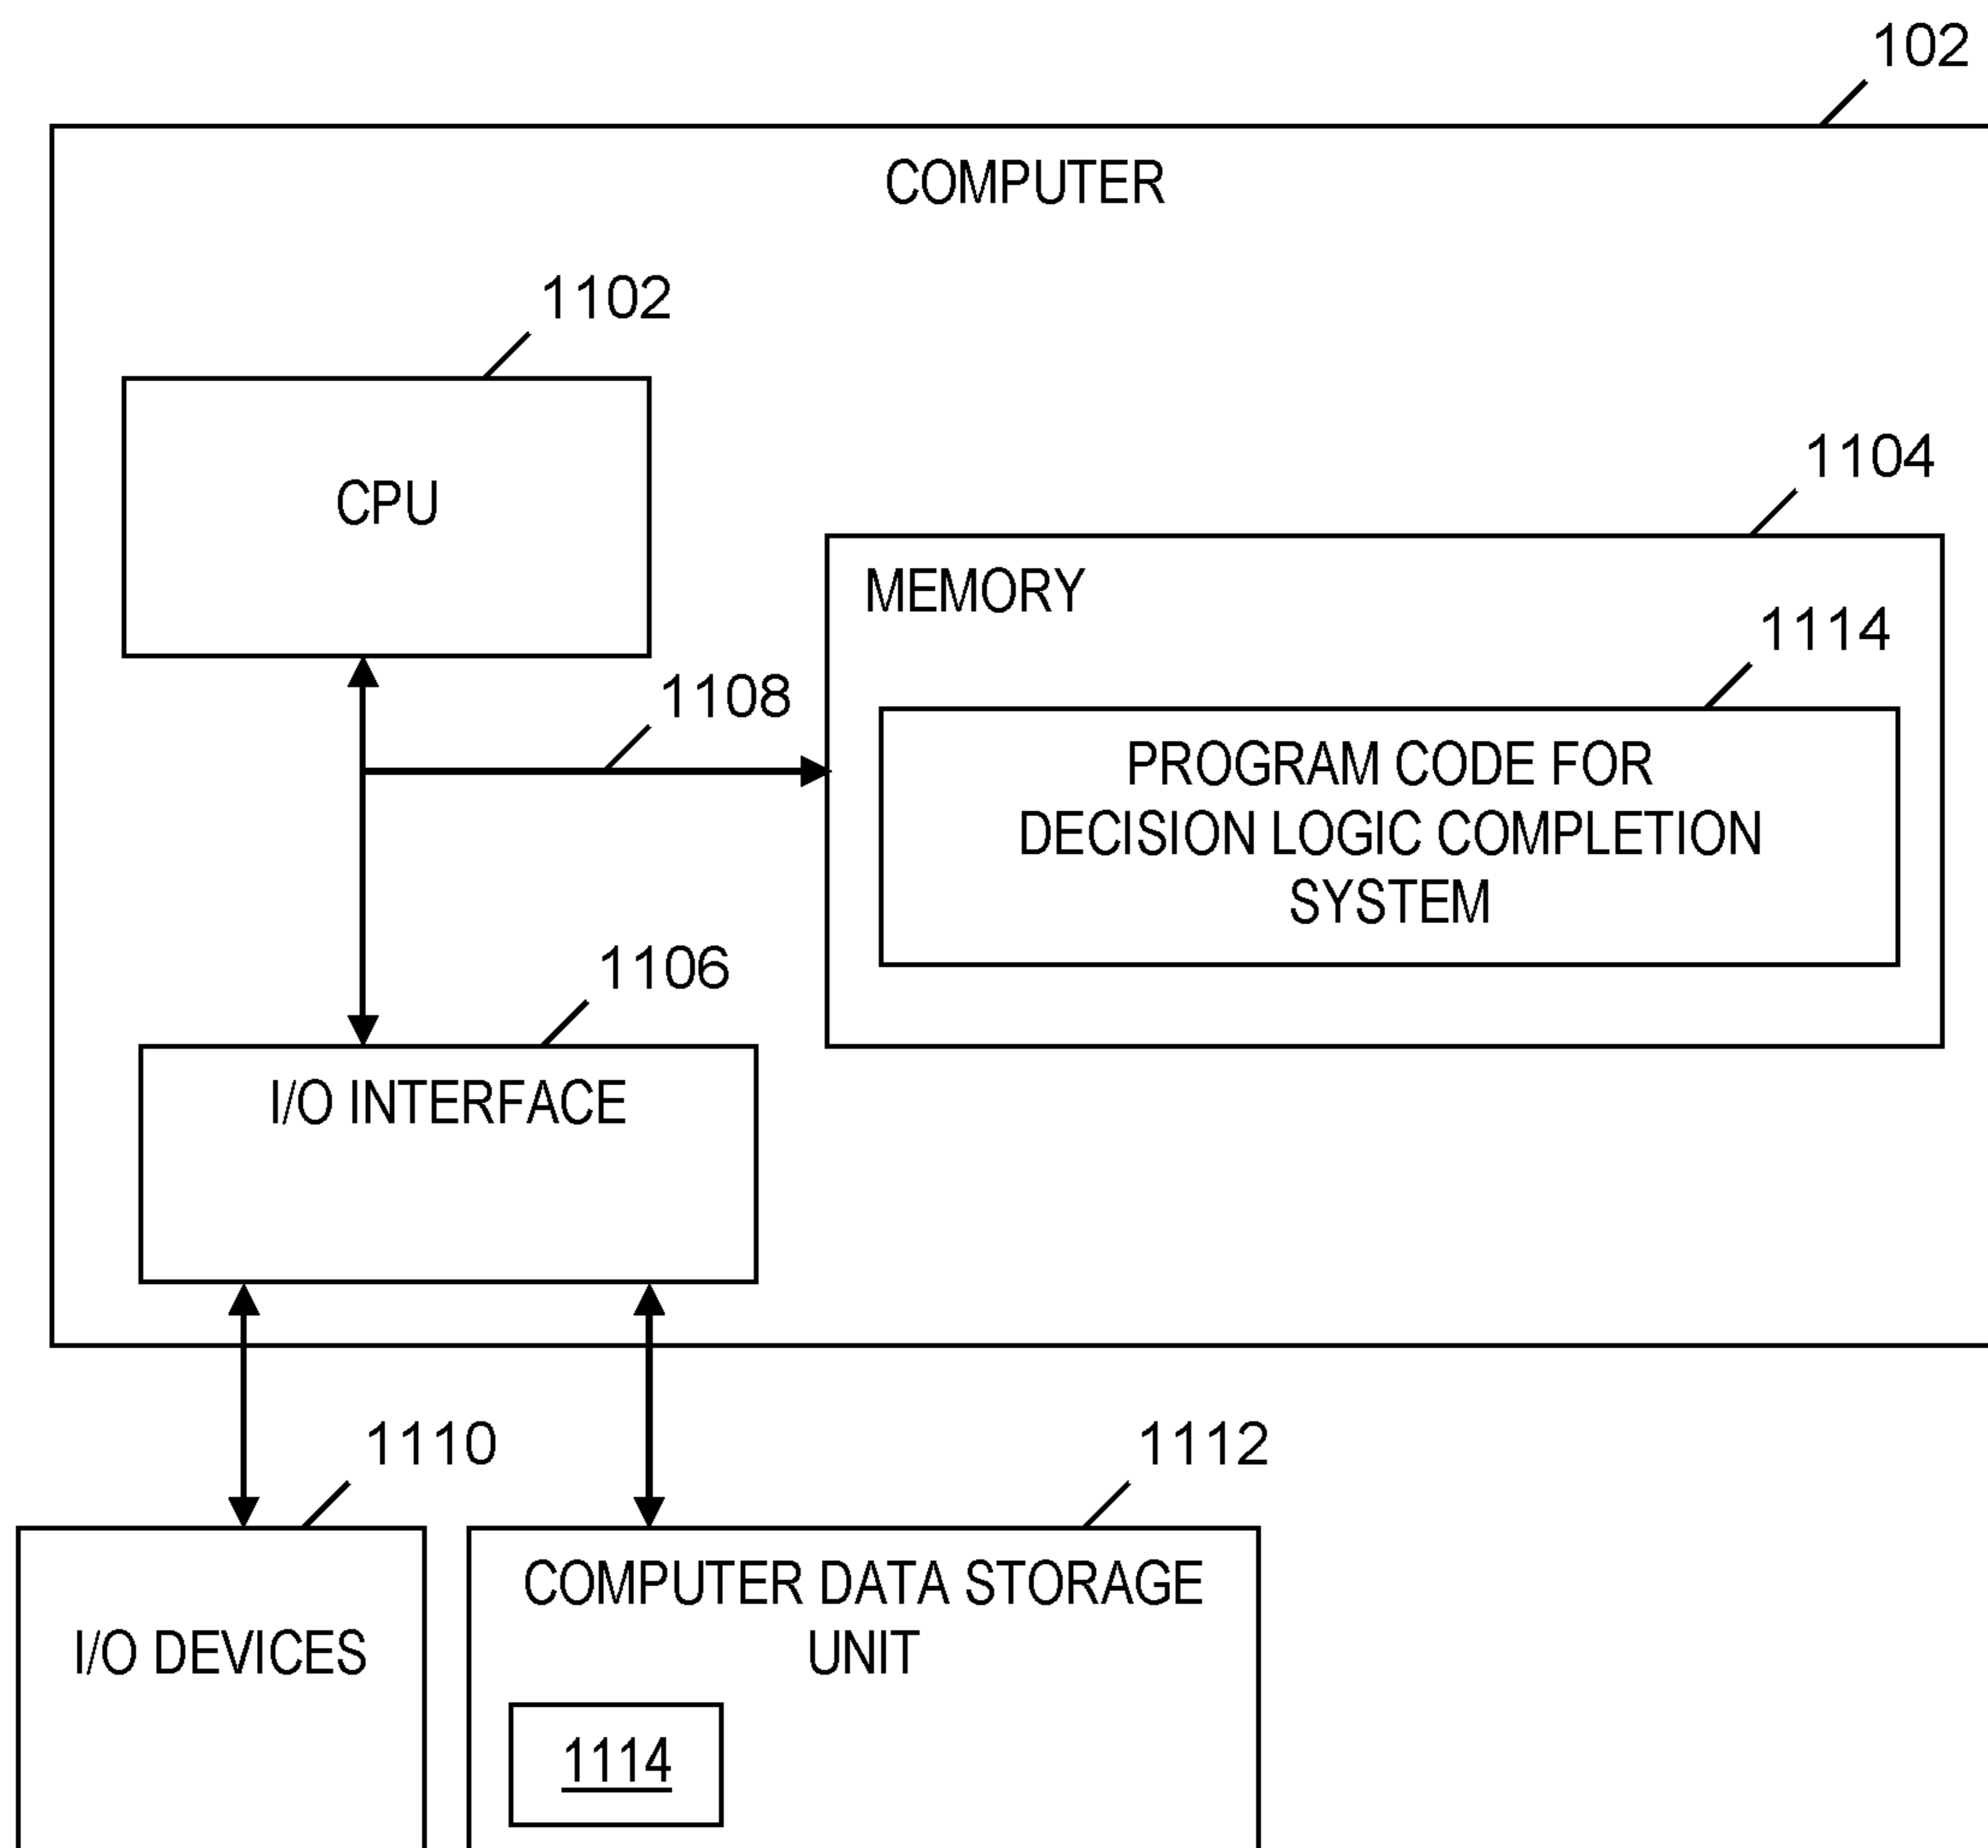 102
COMPUTER
1102
CPU
1104
MEMORY
1114
1108
PROGRAM CODE FOR
DECISION LOGIC COMPLETION
SYSTEM
1106
I/O INTERFACE
1110
1112
I/O DEVICES
COMPUTER DATA STORAGE
UNIT
1114